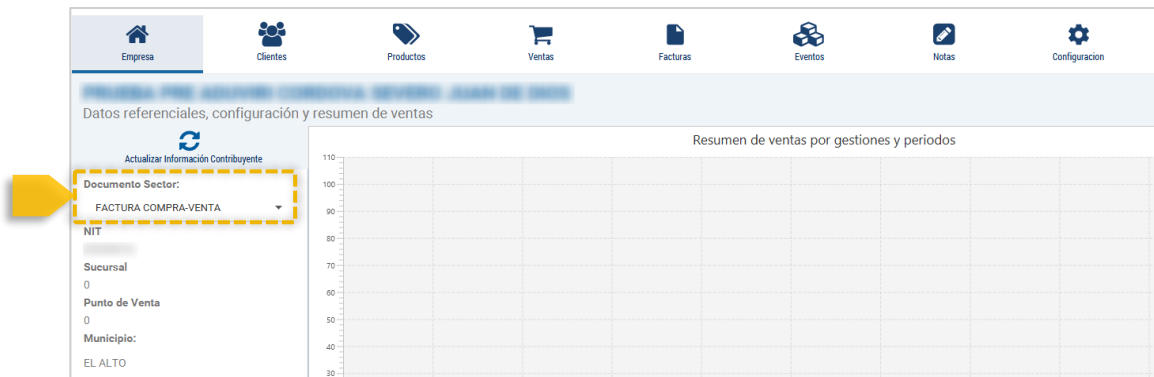 Empresa
Clientes
Productos
Ventas
Facturas
Eventos
Notas
Configuracion
Datos referenciales, configuración y resumen de ventas
Actualizar Información Contribuyente
Documento Sector:
FACTURA COMPRA-VENTA
NIT
Sucursal
0
Punto de Venta
0
Municipio:
EL ALTO
Resumen de ventas por gestiones y periodos
110
100
90
80
70
60
50
40
30